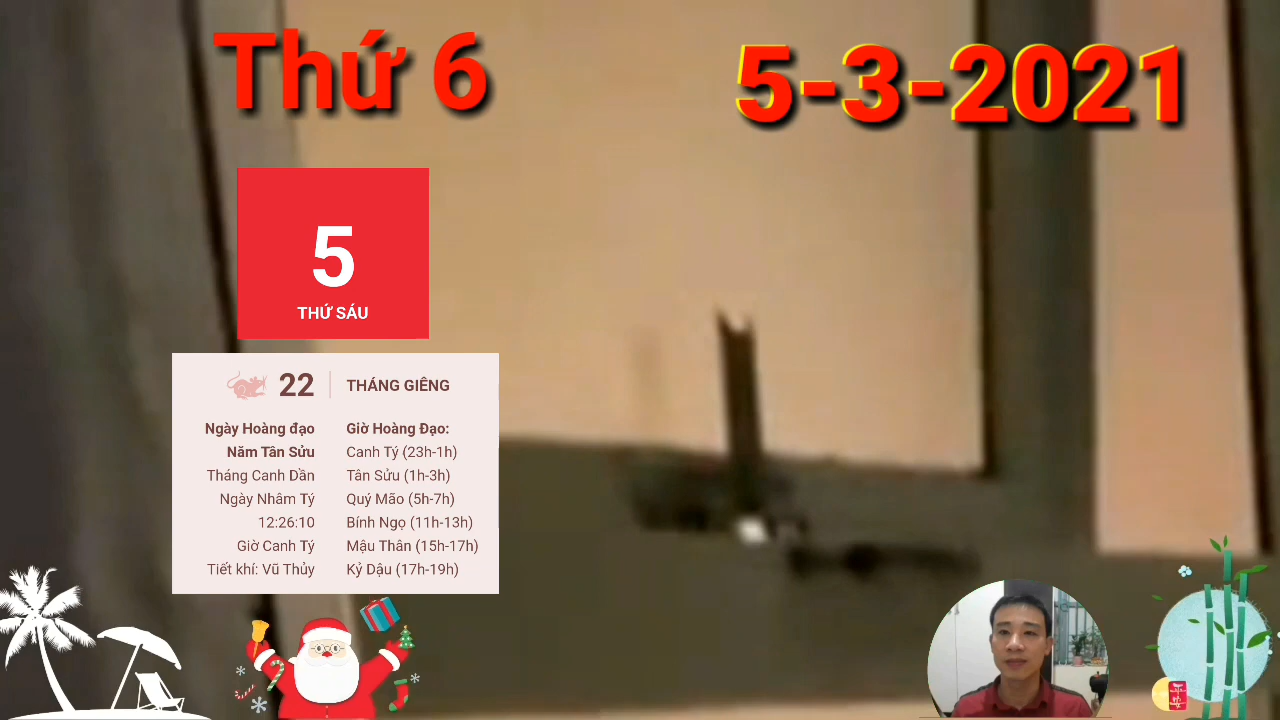 Thứ 6
5-3-2021
5
THỨ SÁU
22
THÁNG GIÊNG
Ngày Hoàng đạo
Năm Tân Sửu
Tháng Canh Dần
Ngày Nhâm Tý
12:26:10
Giờ Canh Tý
Tiết khí: Vũ Thủy
Giờ Hoàng Đạo:
Canh Tý (23h-1h)
Tân Sửu (1h-3h)
Quý Mão (5h-7h)
Bính Ngọ (11h-13h)
Mậu Thân (15h-17h)
Kỷ Dậu (17h-19h)